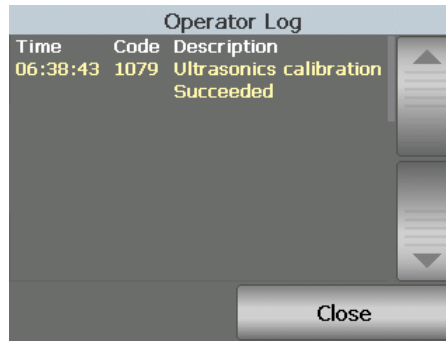 Operator Log
Time Code Description
06:38:43 1079 Ultrasonics calibration
Succeeded
Close